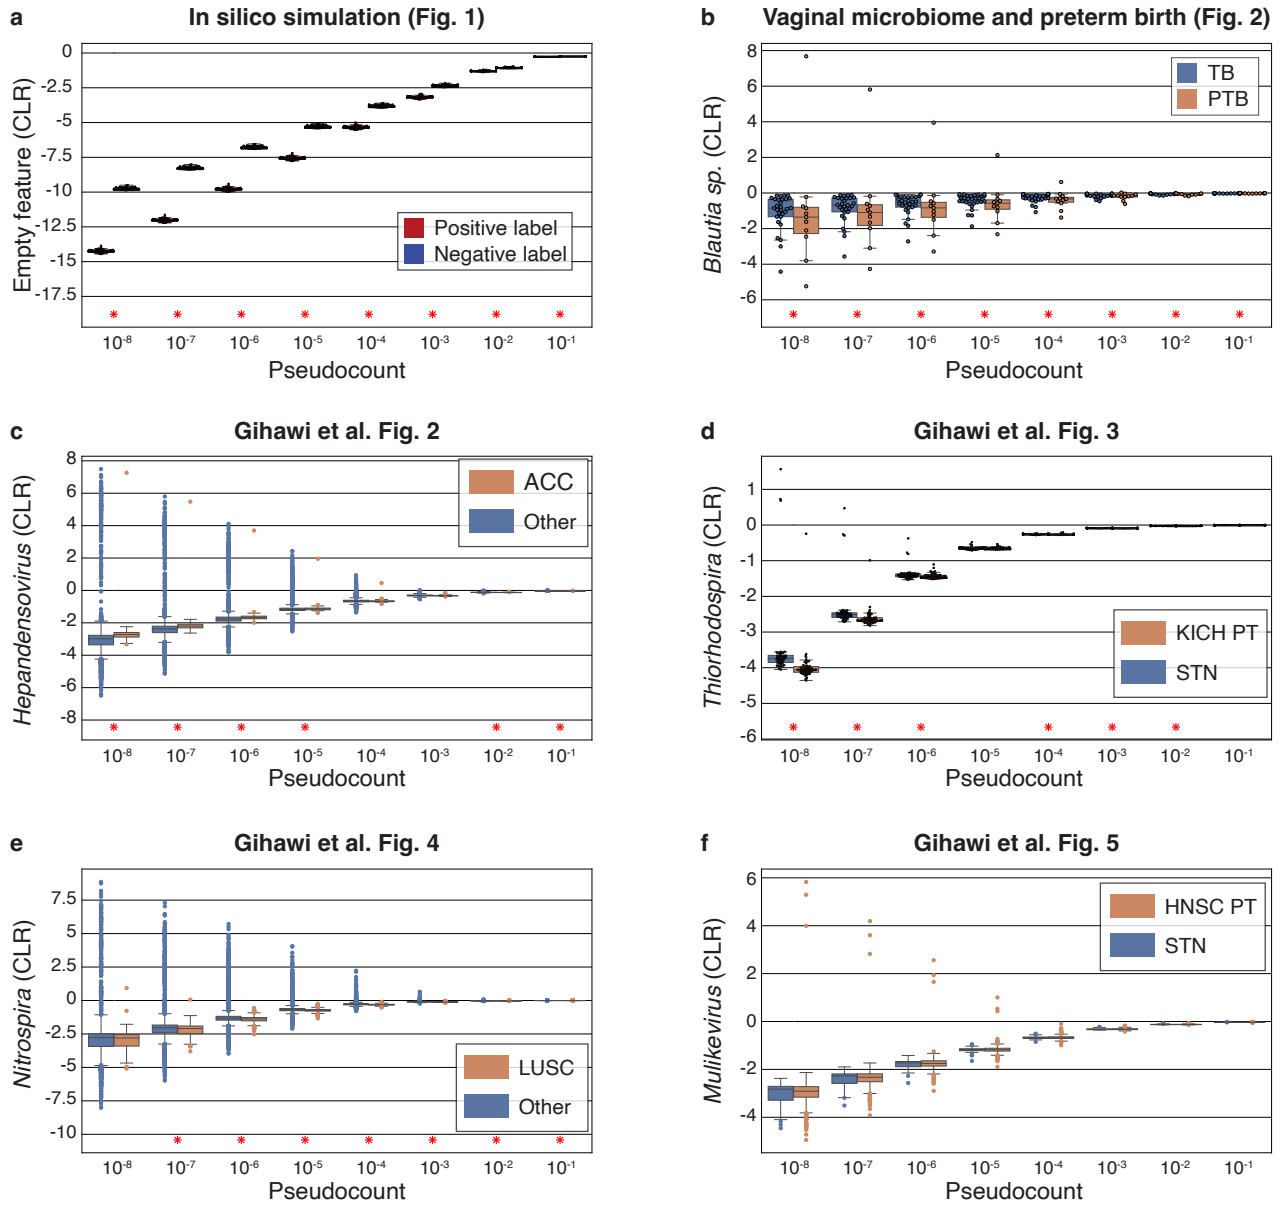 a
In silico simulation (Fig. 1)
Empty feature (CLR)
0
-2.5
-5
-7.5
-10
-12.5
-15
-17.5
Positive label
Negative label
* * * * * * * *
10⁻⁸ 10⁻⁷ 10⁻⁶ 10⁻⁵ 10⁻⁴ 10⁻³ 10⁻² 10⁻¹
Pseudocount
b
Vaginal microbiome and preterm birth (Fig. 2)
Blautia sp. (CLR)
8
6
4
2
0
-2
-4
-6
TB
PTB
* * * * * * * *
10⁻⁸ 10⁻⁷ 10⁻⁶ 10⁻⁵ 10⁻⁴ 10⁻³ 10⁻² 10⁻¹
Pseudocount
c
Gihawi et al. Fig. 2
Hepandensovirus (CLR)
8
6
4
2
0
-2
-4
-6
-8
ACC
Other
* * * * * *
10⁻⁸ 10⁻⁷ 10⁻⁶ 10⁻⁵ 10⁻⁴ 10⁻³ 10⁻² 10⁻¹
Pseudocount
d
Gihawi et al. Fig. 3
Thiorhodospira (CLR)
1
0
-1
-2
-3
-4
-5
-6
KICH PT
STN
* * * * * *
10⁻⁸ 10⁻⁷ 10⁻⁶ 10⁻⁵ 10⁻⁴ 10⁻³ 10⁻² 10⁻¹
Pseudocount
e
Gihawi et al. Fig. 4
Nitrospira (CLR)
7.5
5
2.5
0
-2.5
-5
-7.5
-10
LUSC
Other
* * * * * * *
10⁻⁸ 10⁻⁷ 10⁻⁶ 10⁻⁵ 10⁻⁴ 10⁻³ 10⁻² 10⁻¹
Pseudocount
f
Gihawi et al. Fig. 5
Mulikevirus (CLR)
6
4
2
0
-2
-4
HNSC PT
STN
10⁻⁸ 10⁻⁷ 10⁻⁶ 10⁻⁵ 10⁻⁴ 10⁻³ 10⁻² 10⁻¹
Pseudocount